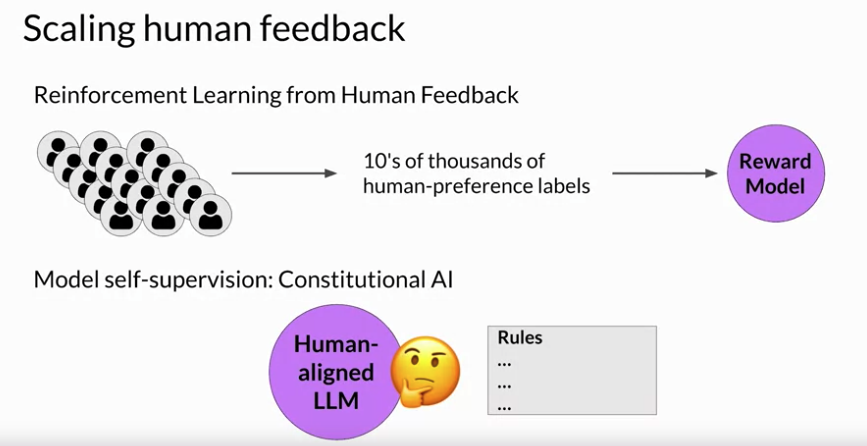 Scaling human feedback
Reinforcement Learning from Human Feedback
10's of thousands of
human-preference labels
Reward
Model
Model self-supervision: Constitutional AI
Human-
aligned
LLM
Rules
...
...
...